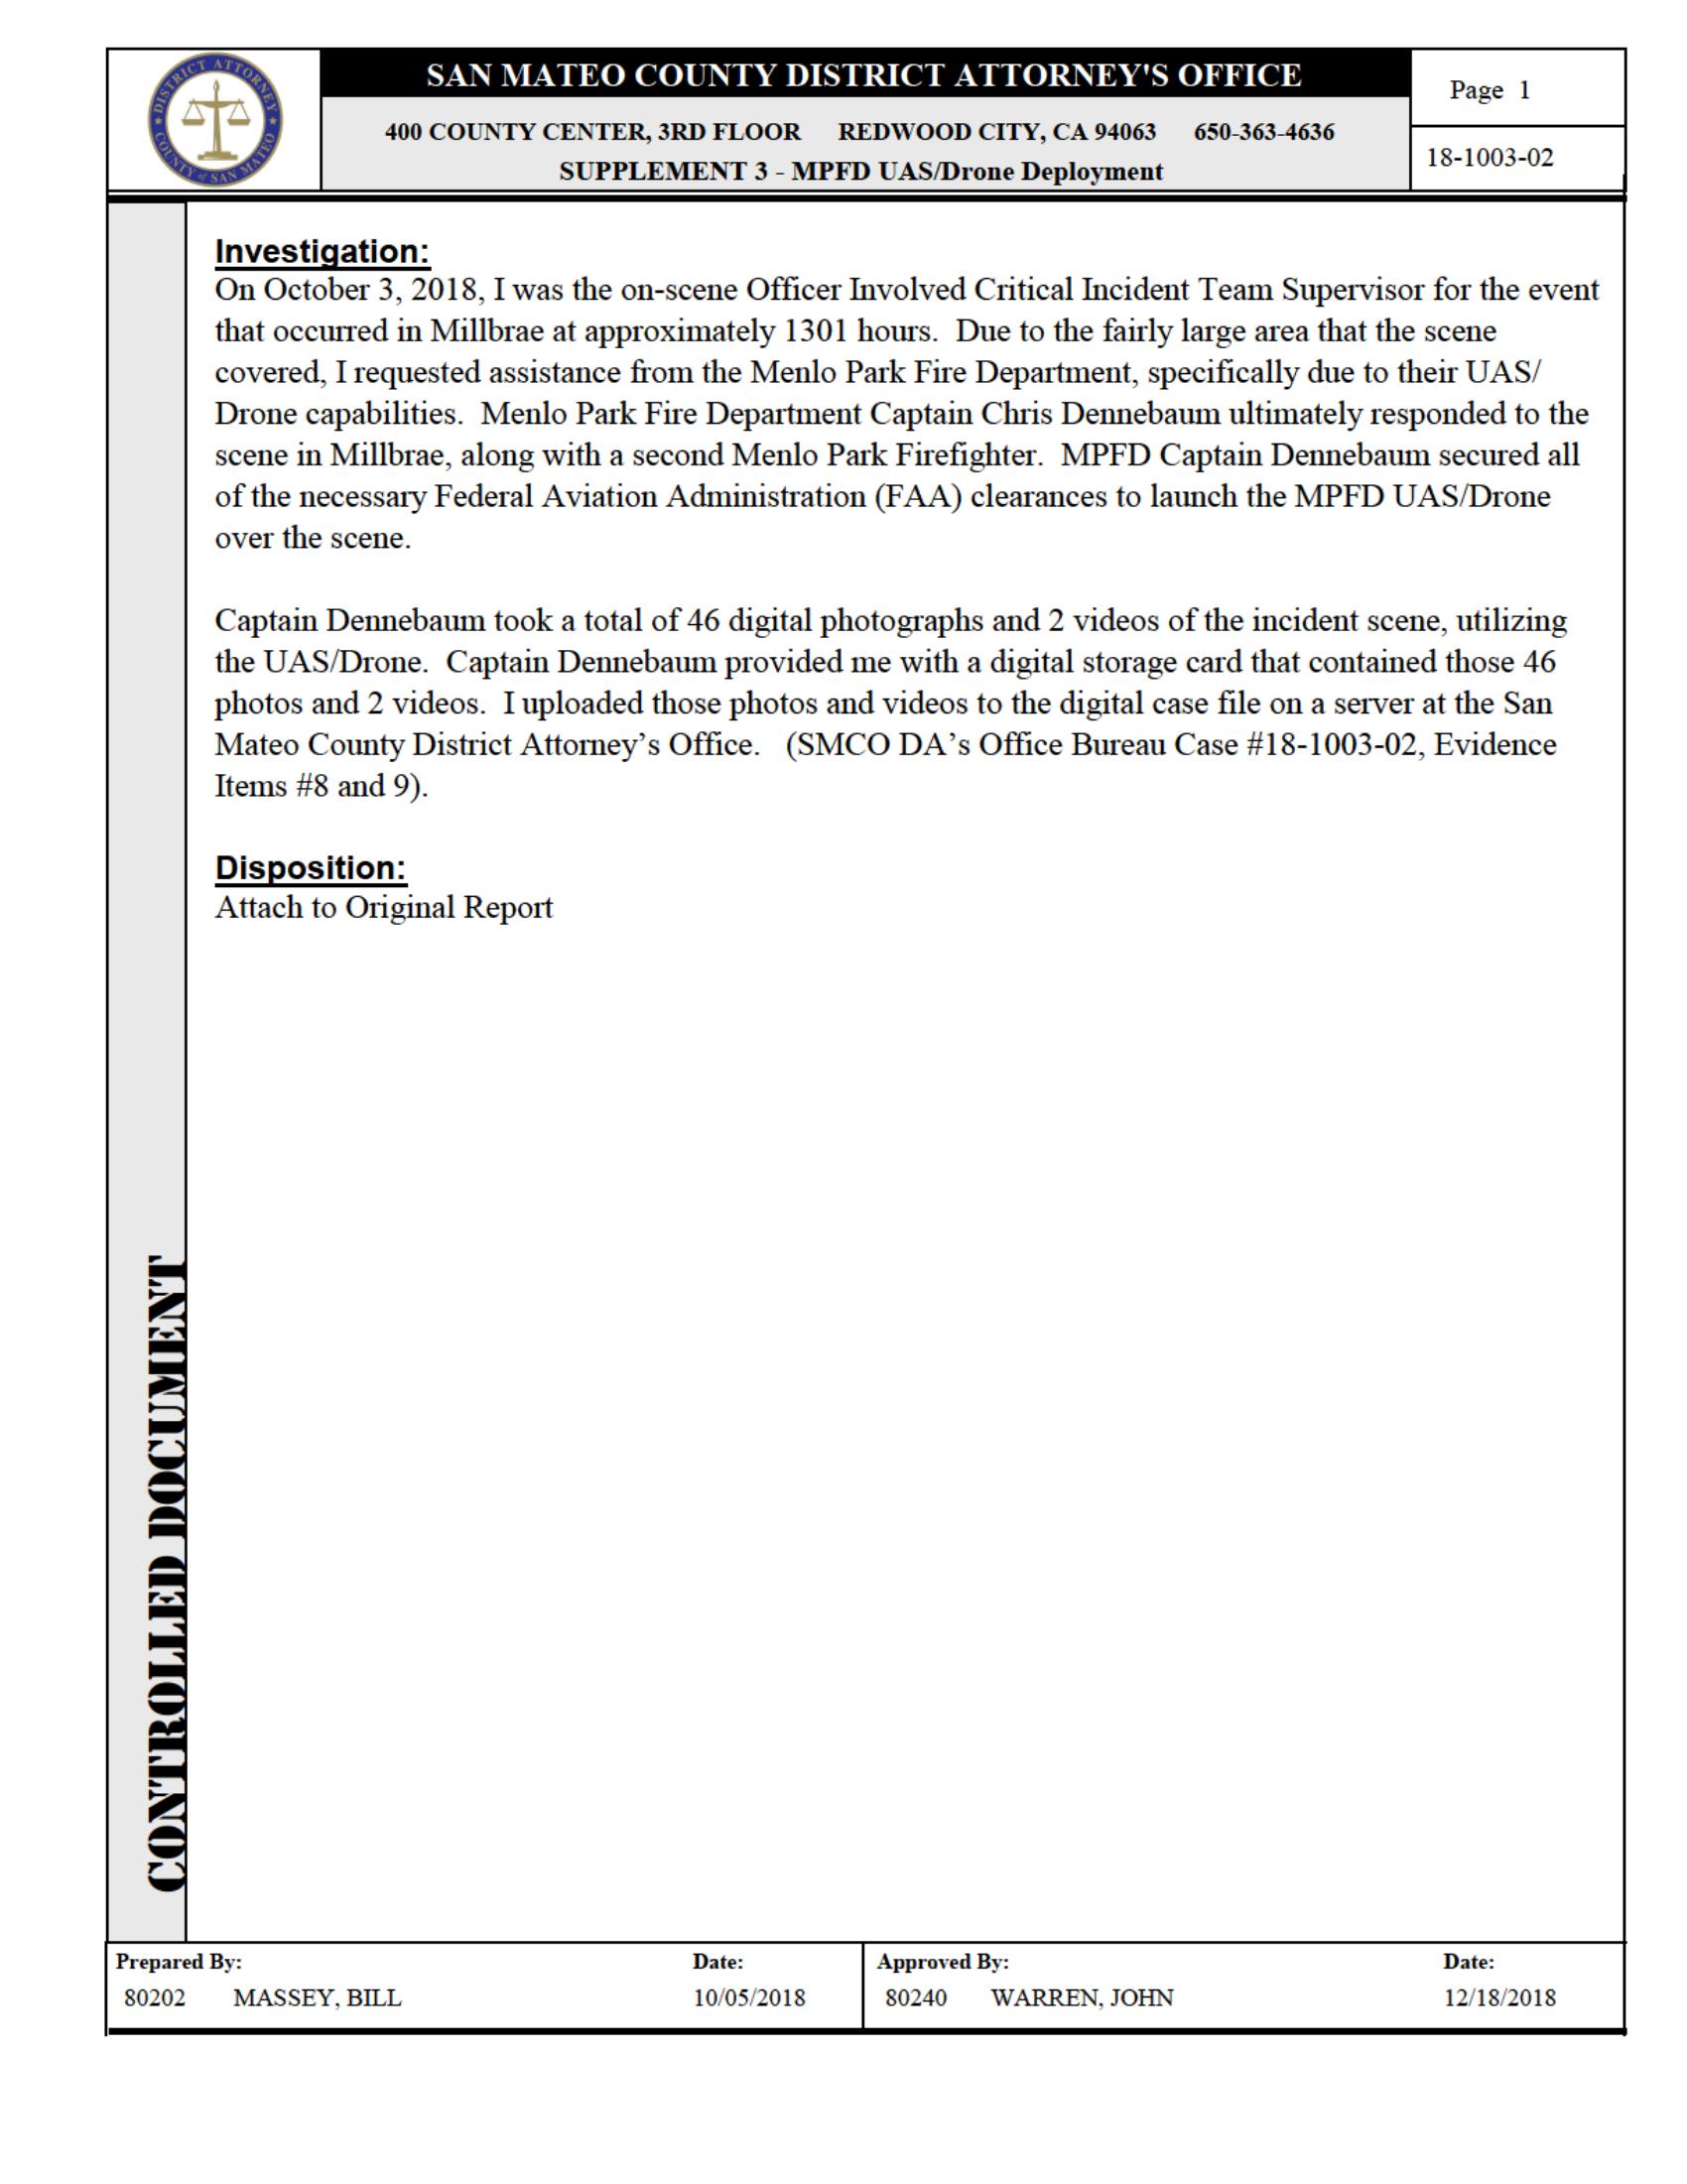 DISTRICT ATTORNEY
COUNTY of SAN MATEO
SAN MATEO COUNTY DISTRICT ATTORNEY'S OFFICE
400 COUNTY CENTER, 3RD FLOOR REDWOOD CITY, CA 94063 650-363-4636
SUPPLEMENT 3 - MPFD UAS/Drone Deployment
Page 1
18-1003-02
Investigation:
On October 3, 2018, I was the on-scene Officer Involved Critical Incident Team Supervisor for the event
that occurred in Millbrae at approximately 1301 hours. Due to the fairly large area that the scene
covered, I requested assistance from the Menlo Park Fire Department, specifically due to their UAS/
Drone capabilities. Menlo Park Fire Department Captain Chris Dennebaum ultimately responded to the
scene in Millbrae, along with a second Menlo Park Firefighter. MPFD Captain Dennebaum secured all
of the necessary Federal Aviation Administration (FAA) clearances to launch the MPFD UAS/Drone
over the scene.
Captain Dennebaum took a total of 46 digital photographs and 2 videos of the incident scene, utilizing
the UAS/Drone. Captain Dennebaum provided me with a digital storage card that contained those 46
photos and 2 videos. I uploaded those photos and videos to the digital case file on a server at the San
Mateo County District Attorney’s Office. (SMCO DA’s Office Bureau Case #18-1003-02, Evidence
Items #8 and 9).
Disposition:
Attach to Original Report
CONTROLLED DOCUMENT
Prepared By: Date: Approved By: Date:
80202 MASSEY, BILL 10/05/2018 80240 WARREN, JOHN 12/18/2018